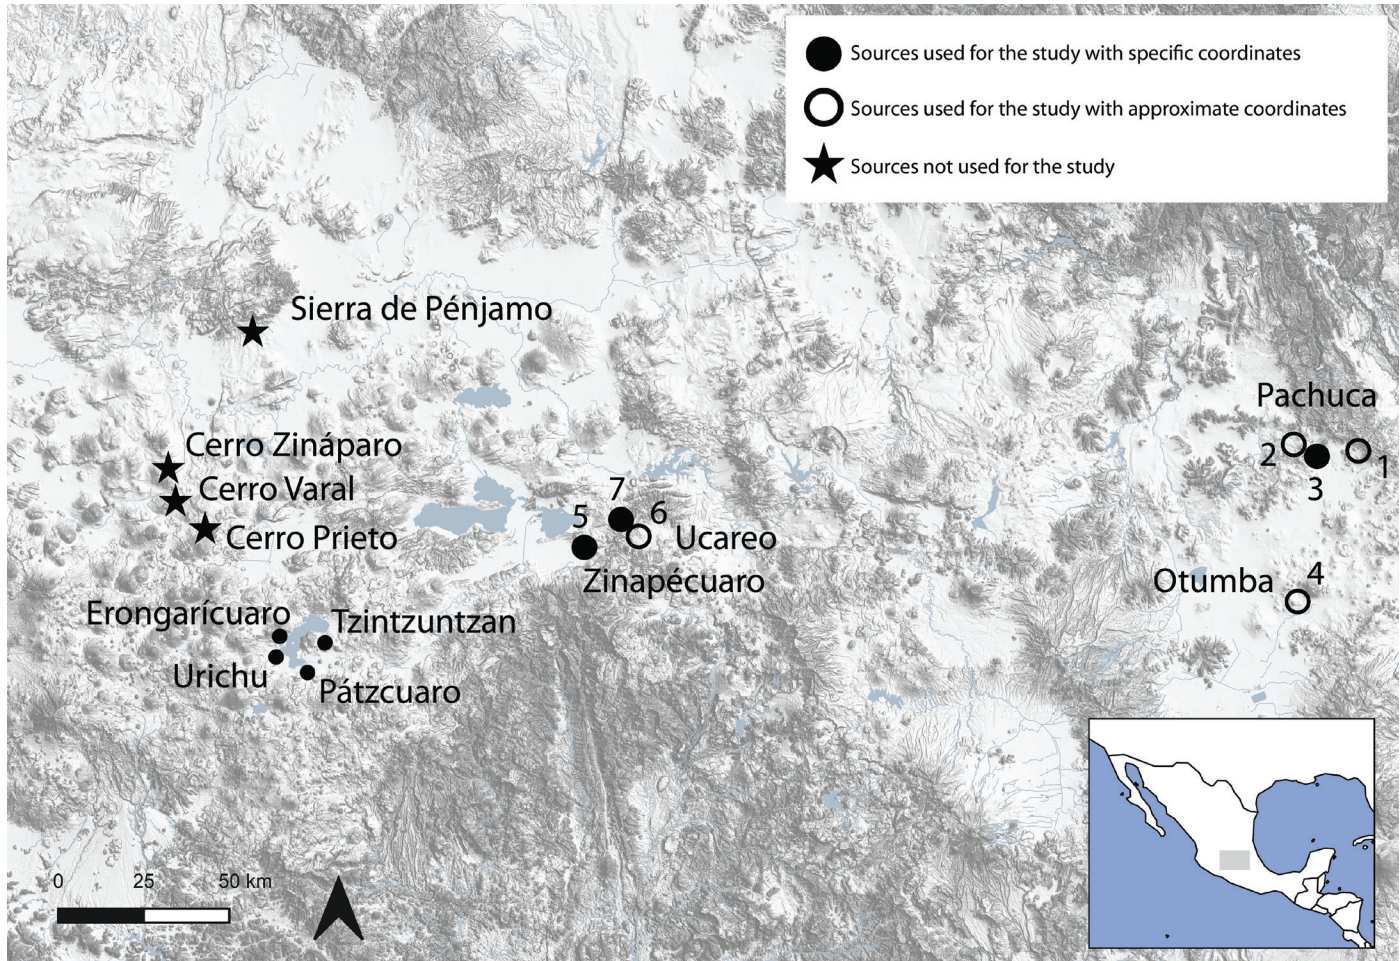 Sources used for the study with specific coordinates
Sources used for the study with approximate coordinates
Sources not used for the study
Sierra de Pénjamo
Pachuca
Cerro Zináparo
2
1
3
Cerro Varal
7
5
6
Cerro Prieto
Ucareo
Zinapécuaro
Otumba
4
Erongarícuaro
Tzintzuntzan
Urichu
Pátzcuaro
0 25 50 km